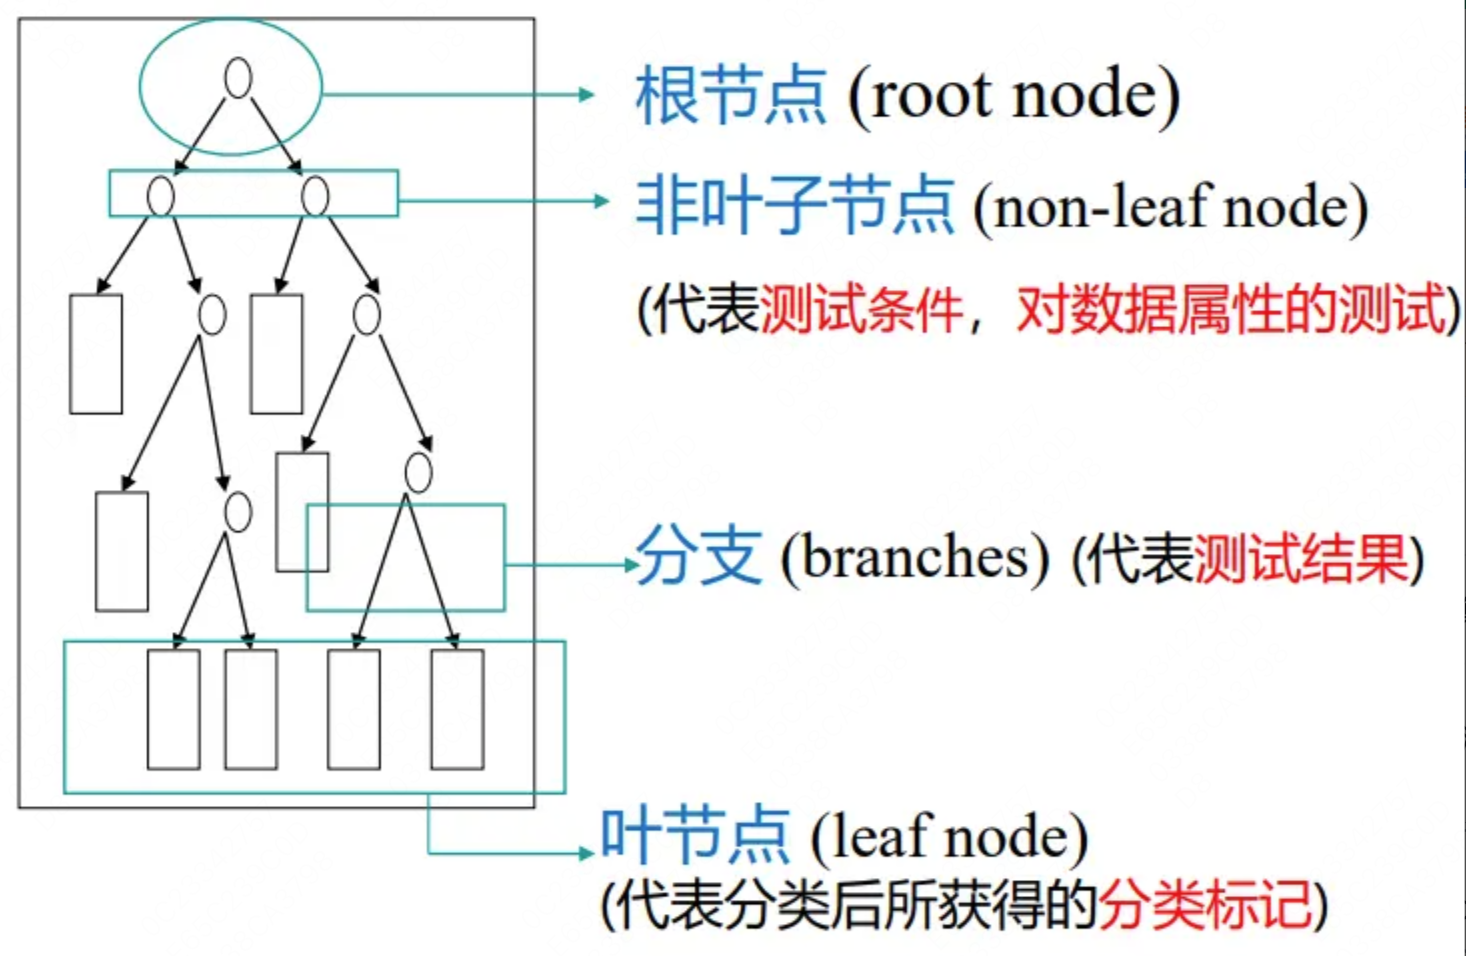 根节点 (root node)
非叶子节点 (non-leaf node)
(代表测试条件，对数据属性的测试)
分支 (branches) (代表测试结果)
叶节点 (leaf node)
(代表分类后所获得的分类标记)